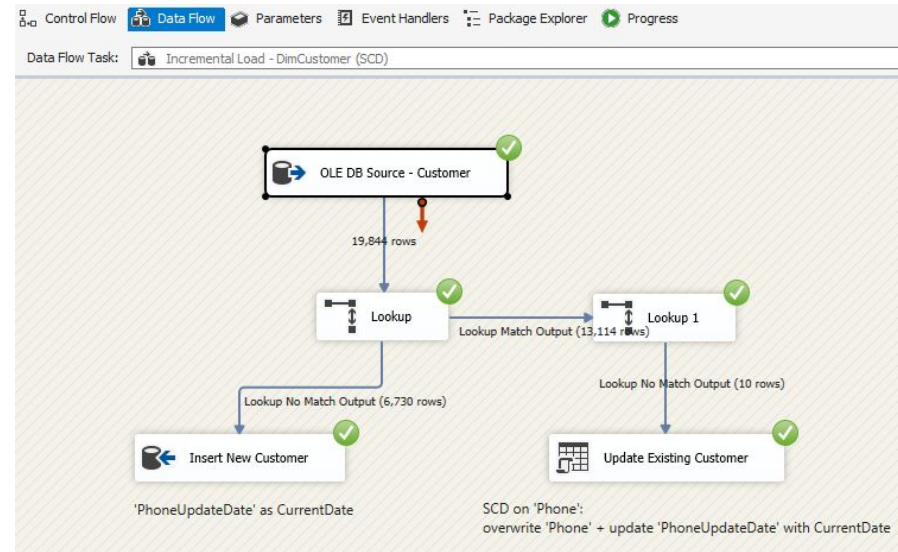 Control Flow Data Flow Parameters Event Handlers Package Explorer Progress
Data Flow Task: Incremental Load - DimCustomer (SCD)
OLE DB Source - Customer
19,844 rows
Lookup
Lookup 1
Lookup Match Output (13,114 rows)
Lookup No Match Output (10 rows)
Lookup No Match Output (6,730 rows)
Insert New Customer
Update Existing Customer
'PhoneUpdateDate' as CurrentDate
SCD on 'Phone':
overwrite 'Phone' + update 'PhoneUpdateDate' with CurrentDate